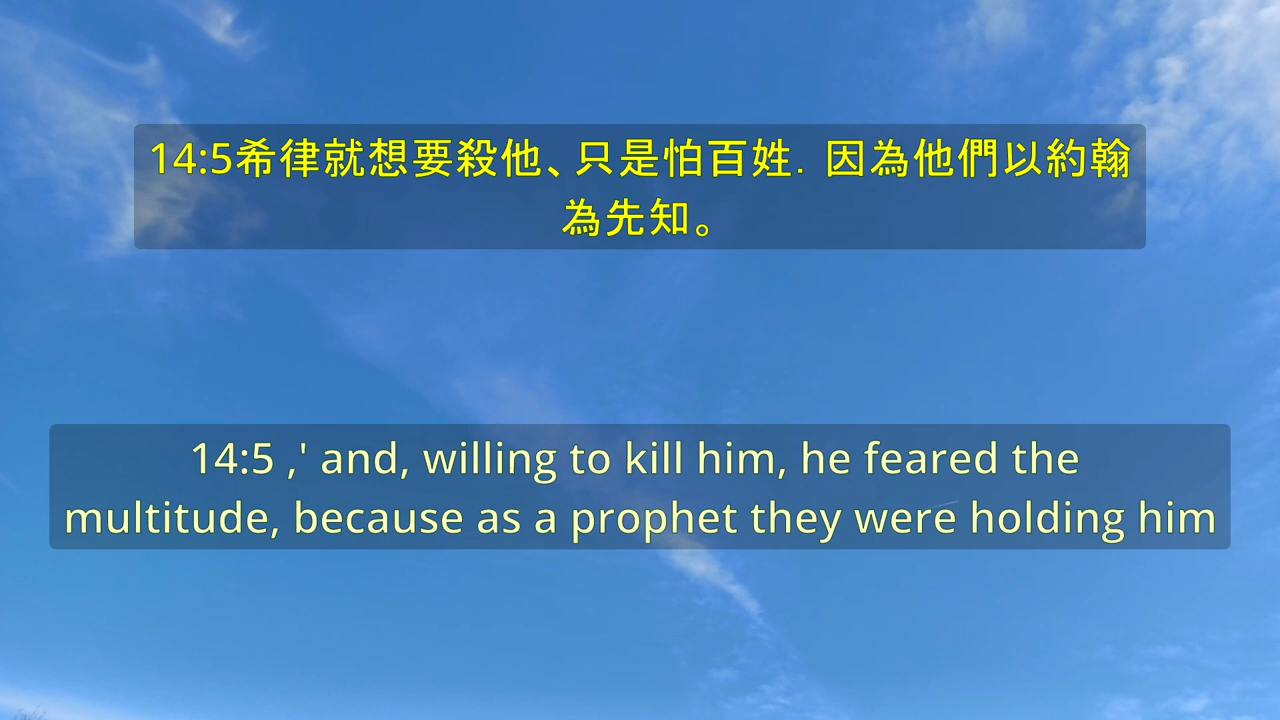 14:5希律就想要殺他、只是怕百姓．因為他們以約翰
為先知。
14:5 ,' and, willing to kill him, he feared the
multitude, because as a prophet they were holding him